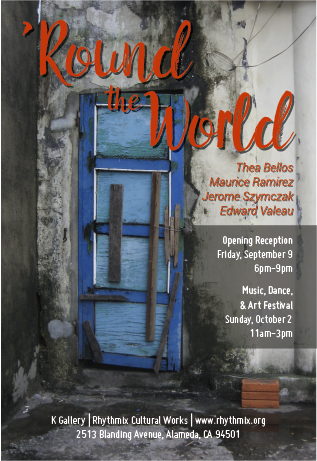 'Round
the
World
Thea Bellos
Maurice Ramirez
Jerome Szymczak
Edward Valeau
Opening Reception
Friday, September 9
6pm-9pm
Music, Dance,
& Art Festival
Sunday, October 2
11am-3pm
K Gallery | Rhythmix Cultural Works | www.rhythmix.org
2513 Blanding Avenue, Alameda, CA 94501